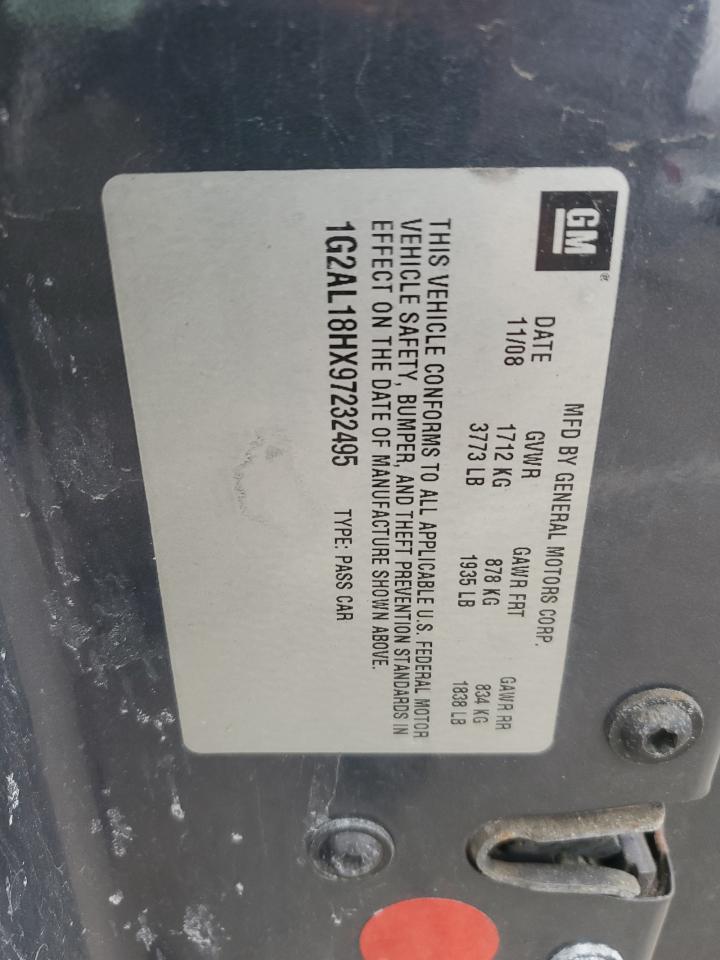 GM
MFD BY GENERAL MOTORS CORP.
DATE GVWR GAWR FRT GAWR RR
11/08 1712 KG 878 KG 834 KG
3773 LB 1935 LB 1838 LB
THIS VEHICLE CONFORMS TO ALL APPLICABLE U.S. FEDERAL MOTOR
VEHICLE SAFETY, BUMPER, AND THEFT PREVENTION STANDARDS IN
EFFECT ON THE DATE OF MANUFACTURE SHOWN ABOVE.
1G2AL18HX97232495 TYPE: PASS CAR